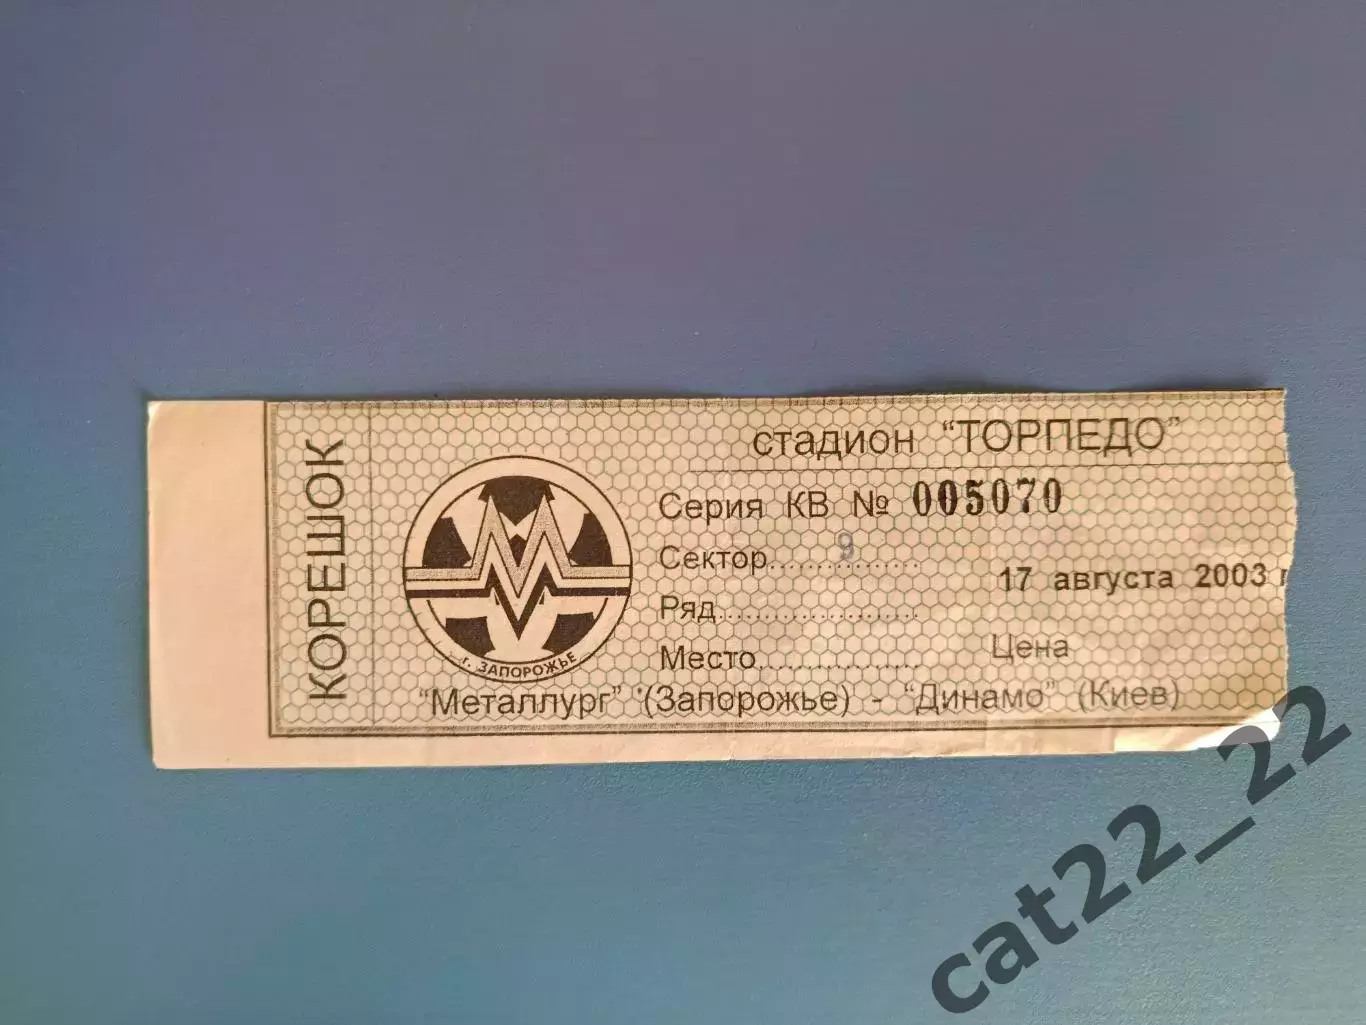 КОРЕШОК
г. ЗАПОРОЖЬЕ
стадион "ТОРПЕДО"
Серия КВ № 005070
Сектор.....9..........
17 августа 2003 г
Ряд........................
Место....................
Цена
"Металлург" (Запорожье) - "Динамо" (Киев)
cat22_22